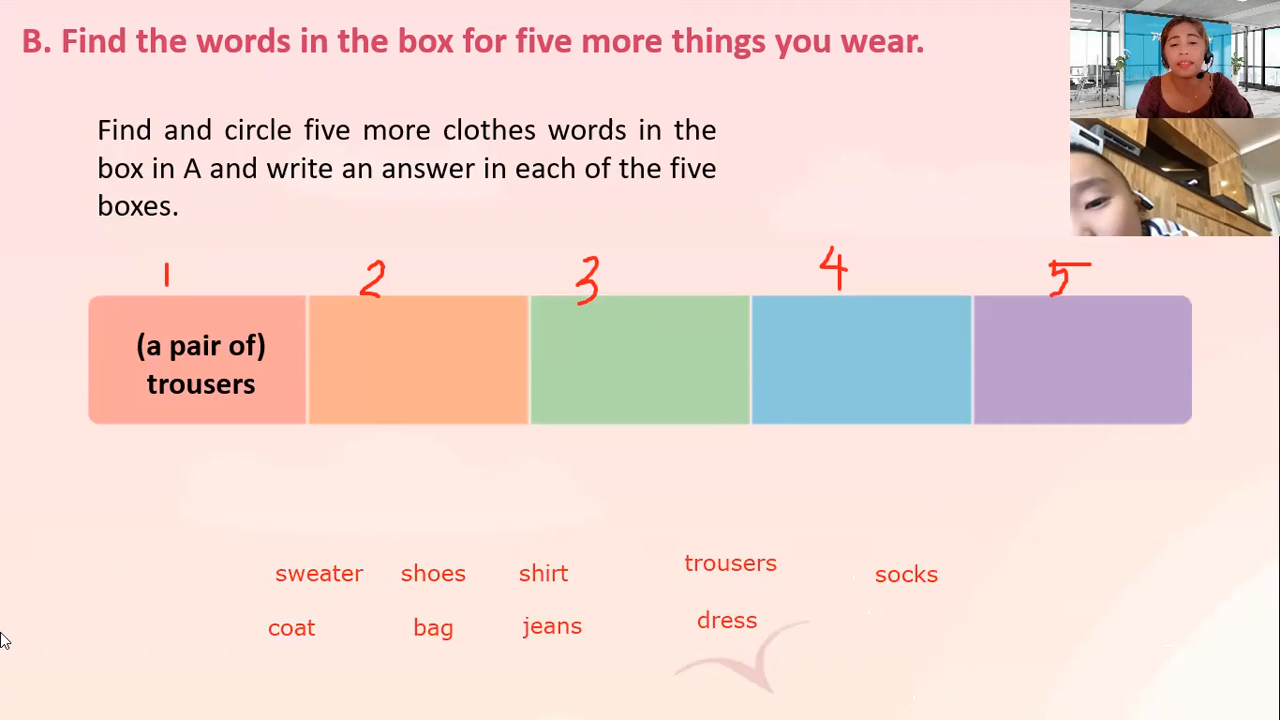 B. Find the words in the box for five more things you wear.
Find and circle five more clothes words in the
box in A and write an answer in each of the five
boxes.
1 2 3 4 5
(a pair of)
trousers
sweater shoes shirt trousers socks
coat bag jeans dress